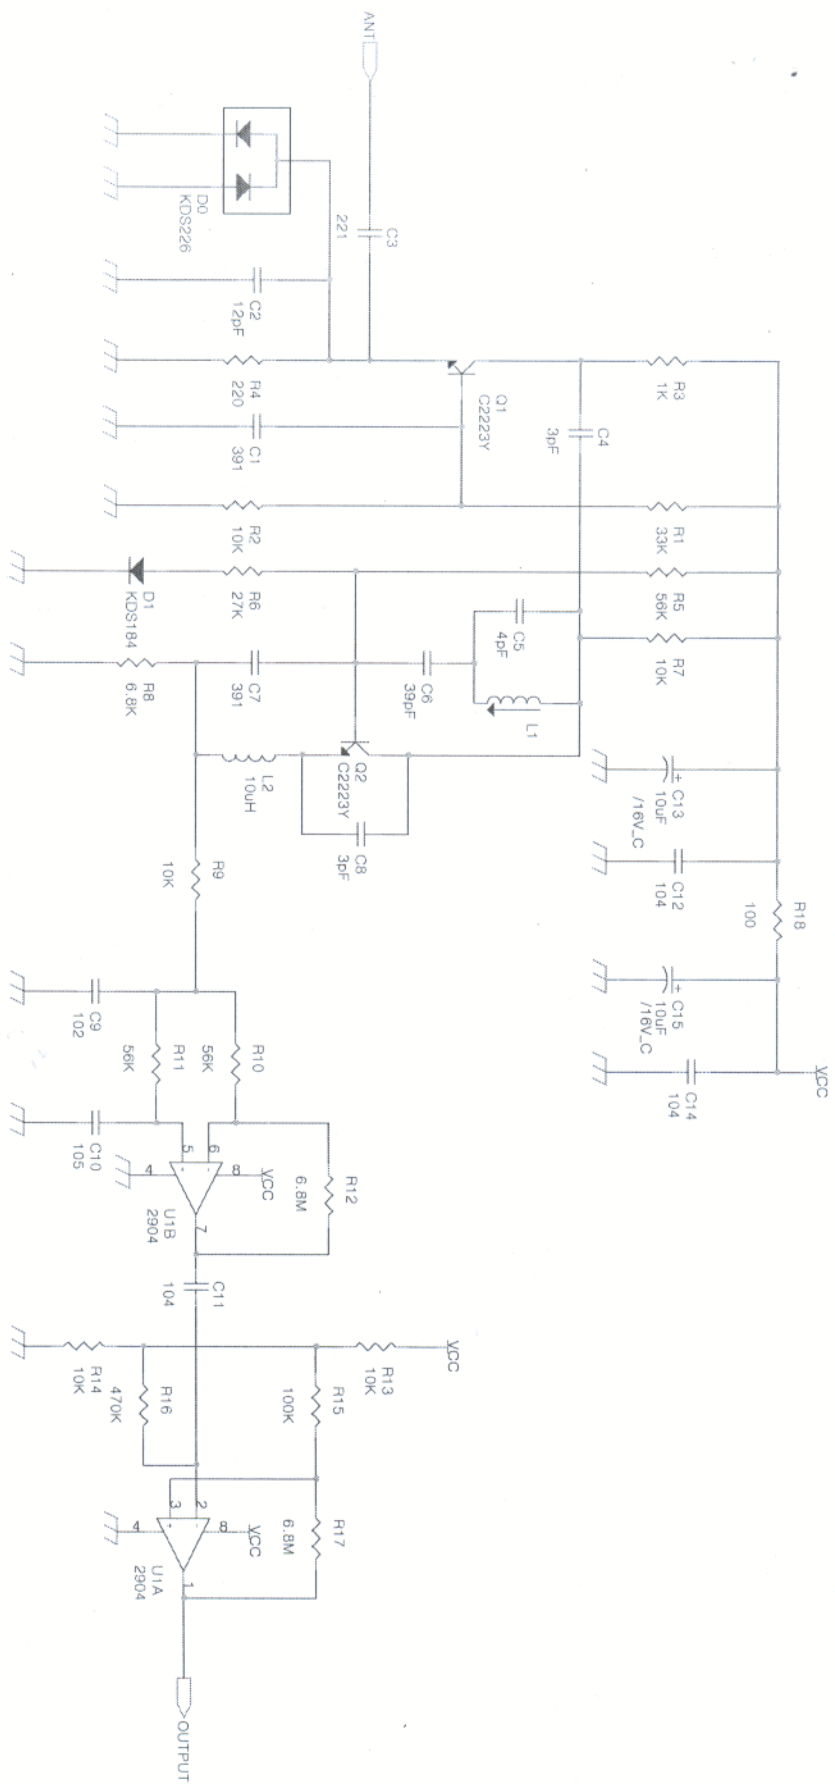 ANT
C3
221
D0
KDS226
C2
12pF
R4
220
C1
391
R2
10K
Q1
C2223Y
R3
1K
C4
3pF
R1
33K
R5
56K
R7
10K
C5
4pF
L1
C6
39pF
R6
27K
D1
KDS184
C7
391
R8
6.8K
Q2
C2223Y
L2
10uH
C8
3pF
+
C13
10uF
/16V_C
C12
104
R18
100
+
C15
10uF
/16V_C
C14
104
VCC
R9
10K
C9
102
R10
56K
R11
56K
C10
105
R12
6.8M
5
6
4
8
VCC
7
U1B
2904
C11
104
VCC
R13
10K
R14
10K
R15
100K
R16
470K
R17
6.8M
3
2
+
-
4
8
VCC
1
U1A
2904
OUTPUT